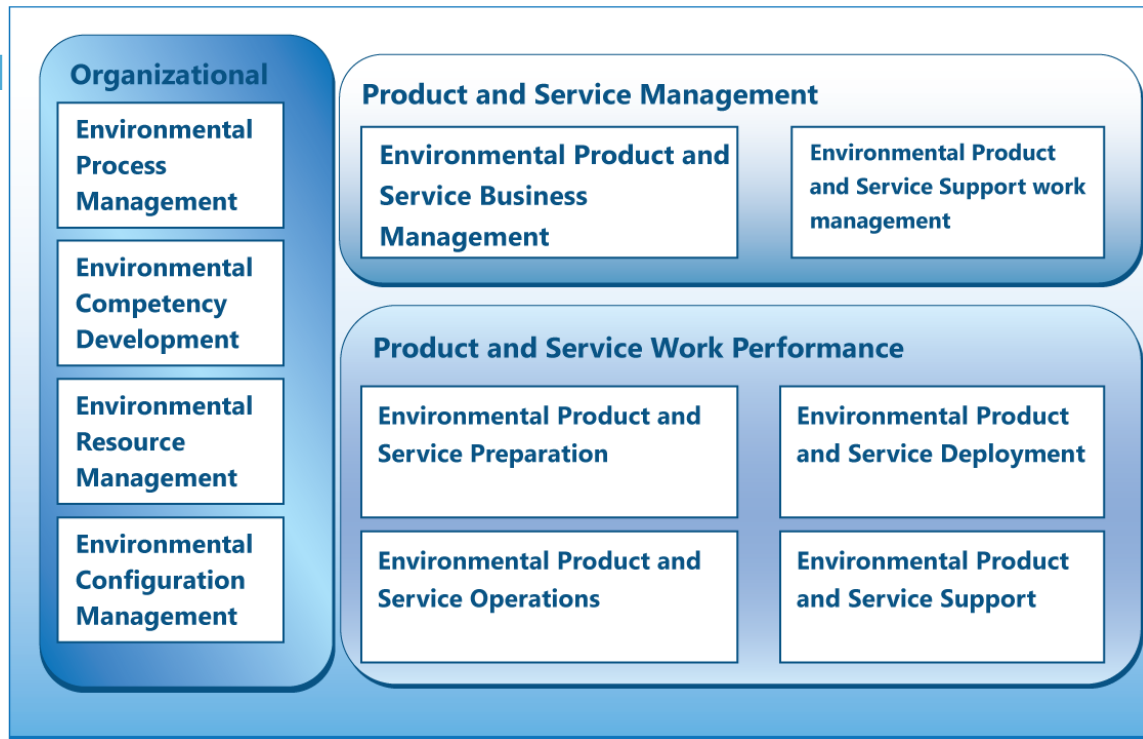 Organizational
Environmental
Process
Management
Environmental
Competency
Development
Environmental
Resource
Management
Environmental
Configuration
Management
Product and Service Management
Environmental Product and
Service Business
Management
Environmental Product
and Service Support work
management
Product and Service Work Performance
Environmental Product and
Service Preparation
Environmental Product
and Service Deployment
Environmental Product and
Service Operations
Environmental Product
and Service Support